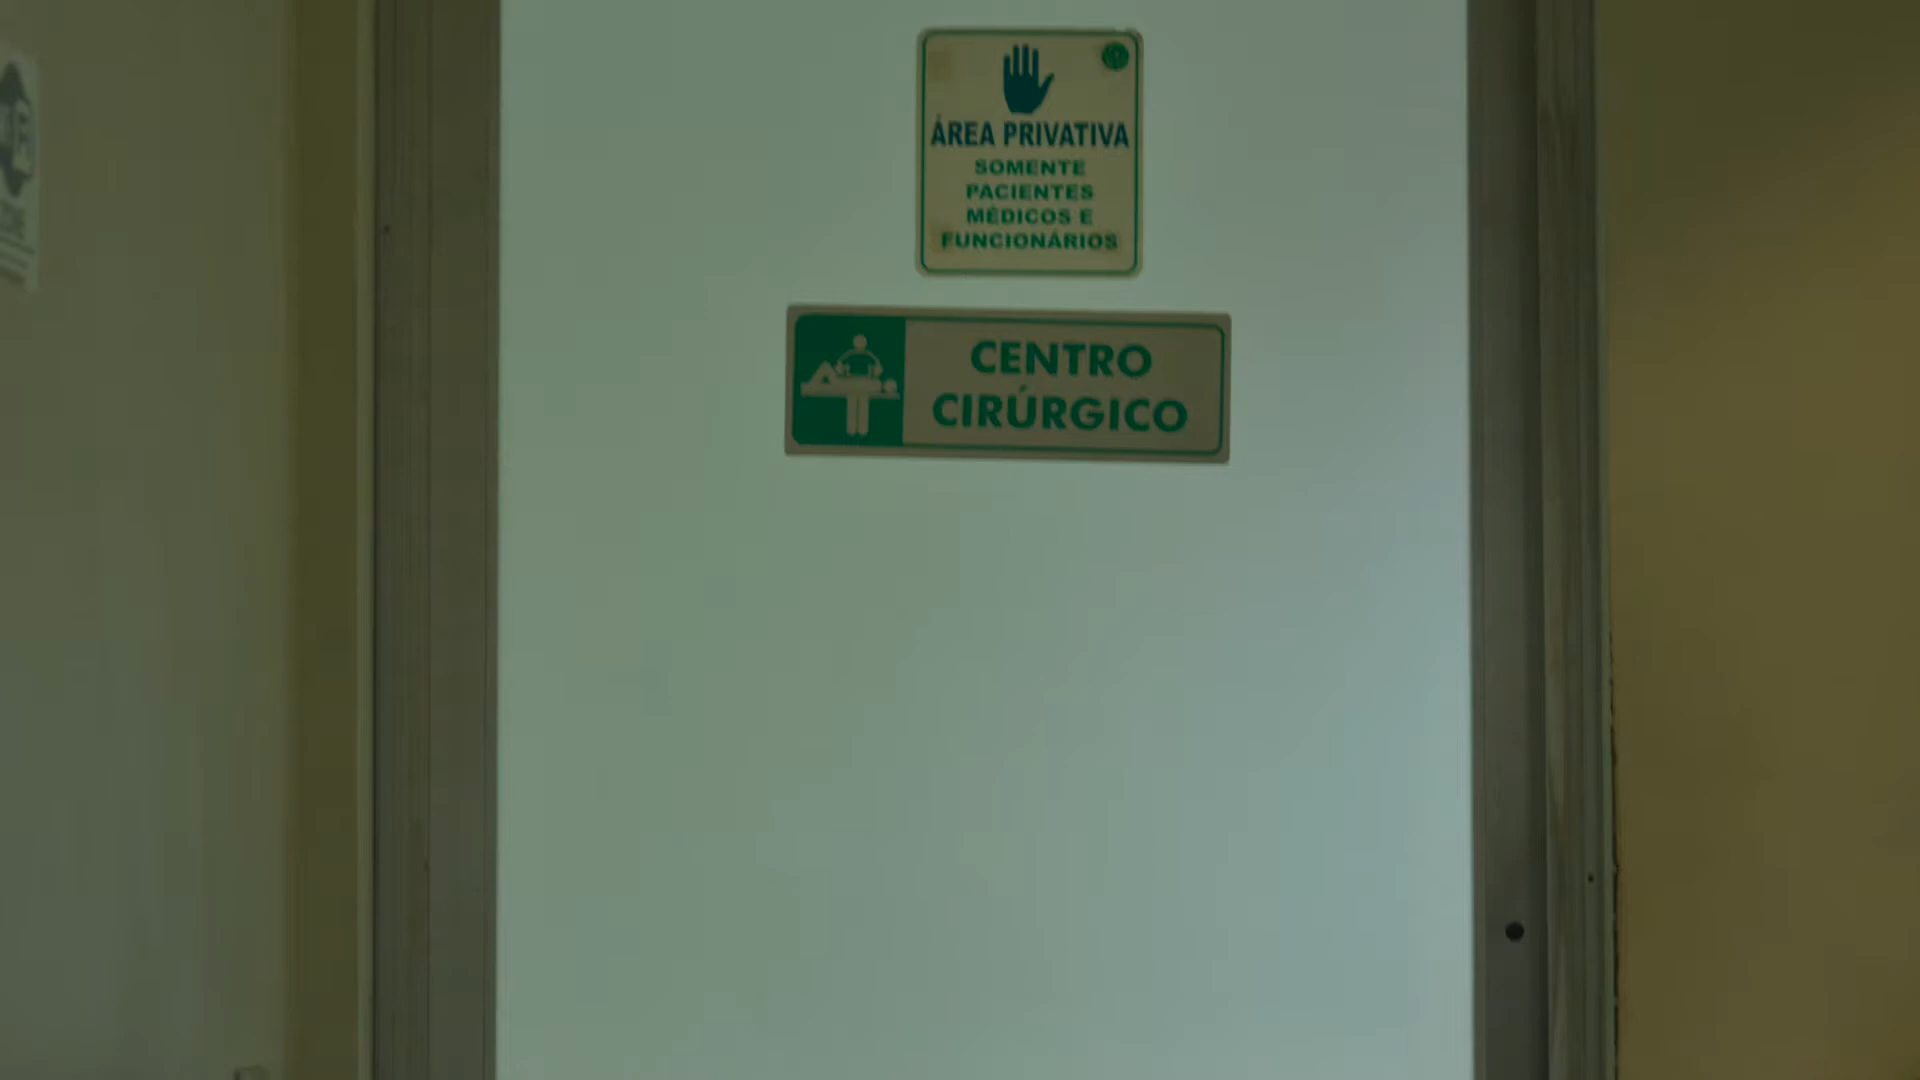 ÁREA PRIVATIVA
SOMENTE
PACIENTES
MÉDICOS E
FUNCIONÁRIOS
CENTRO
CIRÚRGICO